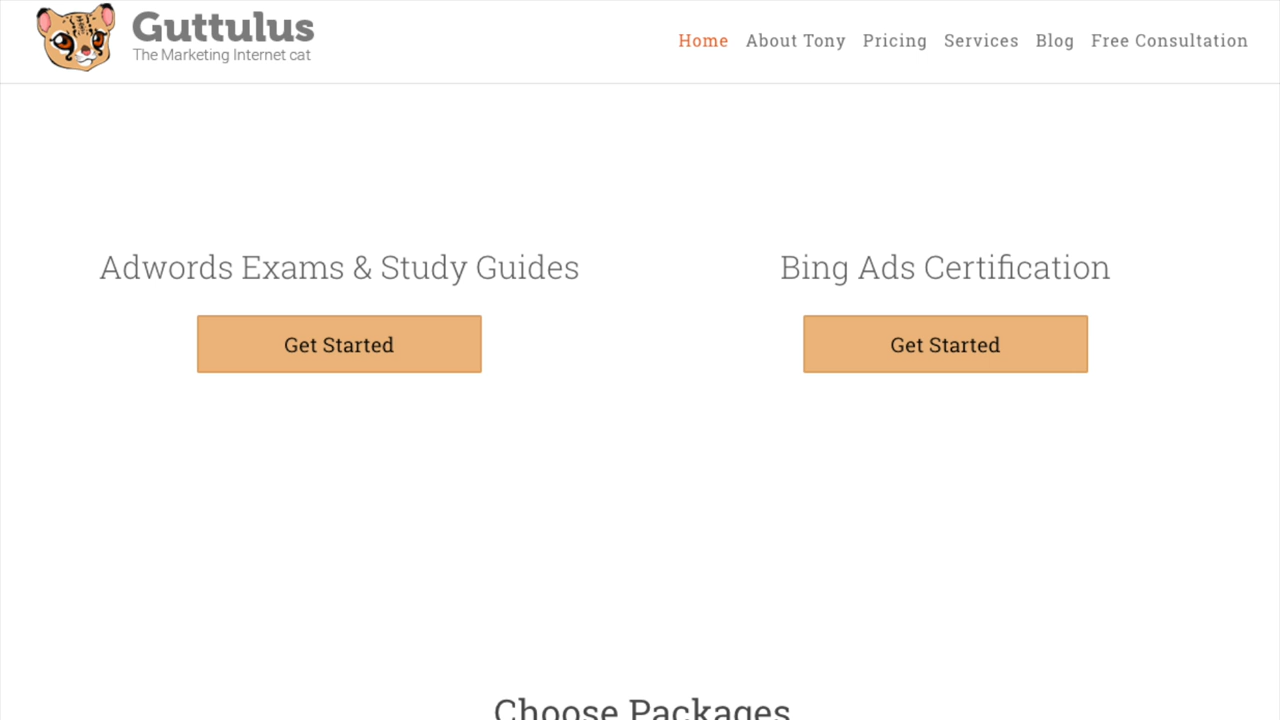 Guttulus
The Marketing Internet cat
Home About Tony Pricing Services Blog Free Consultation
Adwords Exams & Study Guides
Bing Ads Certification
Get Started
Get Started
Choose Packages